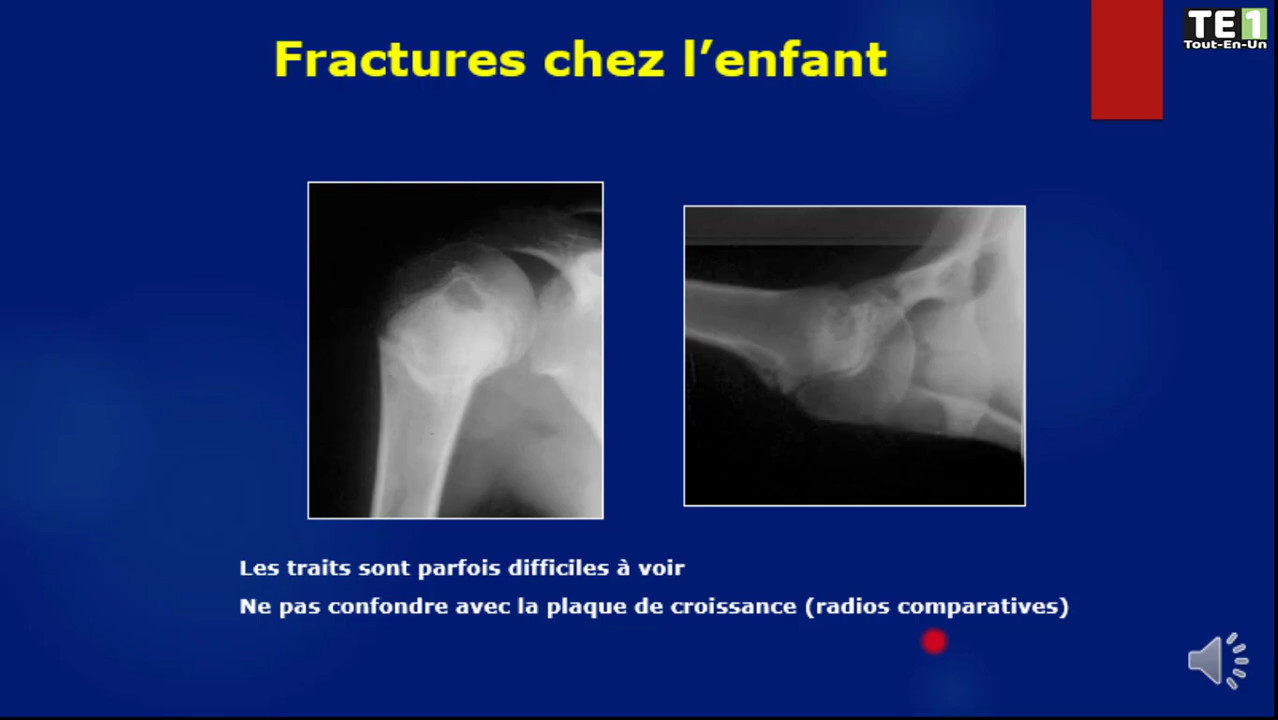 TE1
Tout-En-Un
Fractures chez l’enfant
Les traits sont parfois difficiles à voir
Ne pas confondre avec la plaque de croissance (radios comparatives)